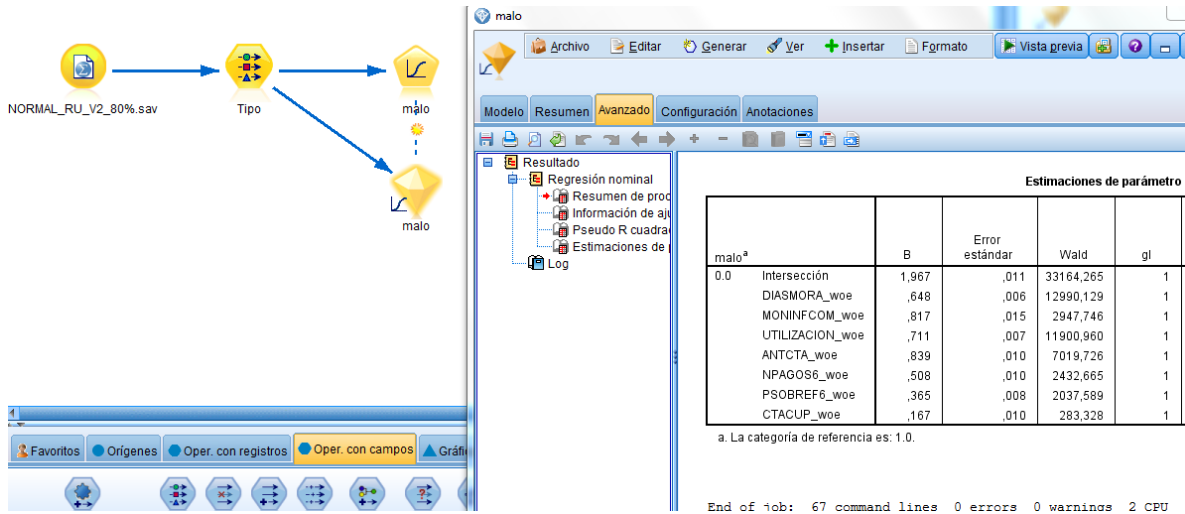 malo
Archivo Editar Generar Ver Insertar Formato Vista previa
Modelo Resumen Avanzado Configuración Anotaciones
NORMAL_RU_V2_80%.sav
Tipo
malo
malo
Resultado
Regresión nominal
Resumen de proc
Información de aju
Pseudo R cuadra
Estimaciones de
Log
Estimaciones de parámetro
malo^a B Error estándar Wald gl
0.0 Intersección 1,967 ,011 33164,265 1
DIASMORA_woe ,648 ,006 12990,129 1
MONINFCOM_woe ,817 ,015 2947,746 1
UTILIZACION_woe ,711 ,007 11900,960 1
ANTCTA_woe ,839 ,010 7019,726 1
NPAGOS6_woe ,508 ,010 2432,665 1
PSOBREF6_woe ,365 ,008 2037,589 1
CTACUP_woe ,167 ,010 283,328 1
a. La categoría de referencia es: 1.0.
Favoritos Orígenes Oper. con registros Oper. con campos Gráfi
End of job: 67 command lines 0 errors 0 warnings 2 CPU